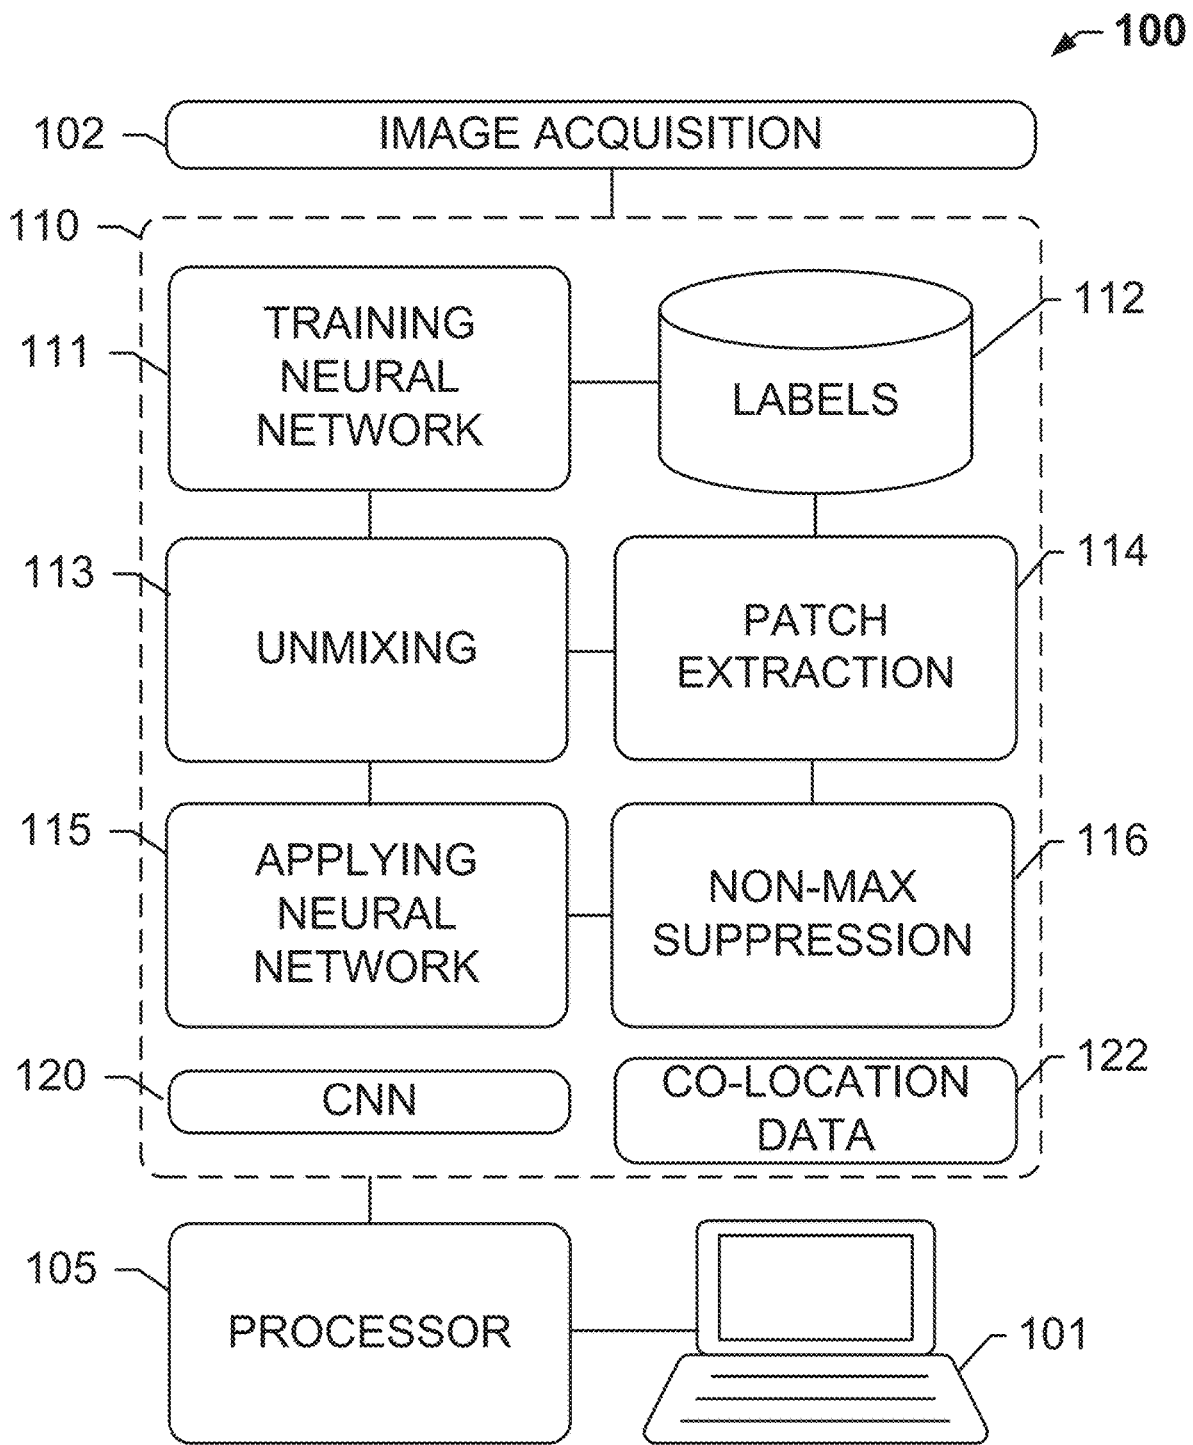 100
102
IMAGE ACQUISITION
110
111
TRAINING
NEURAL
NETWORK
112
LABELS
113
UNMIXING
114
PATCH
EXTRACTION
115
APPLYING
NEURAL
NETWORK
116
NON-MAX
SUPPRESSION
120
CNN
122
CO-LOCATION
DATA
105
PROCESSOR
101